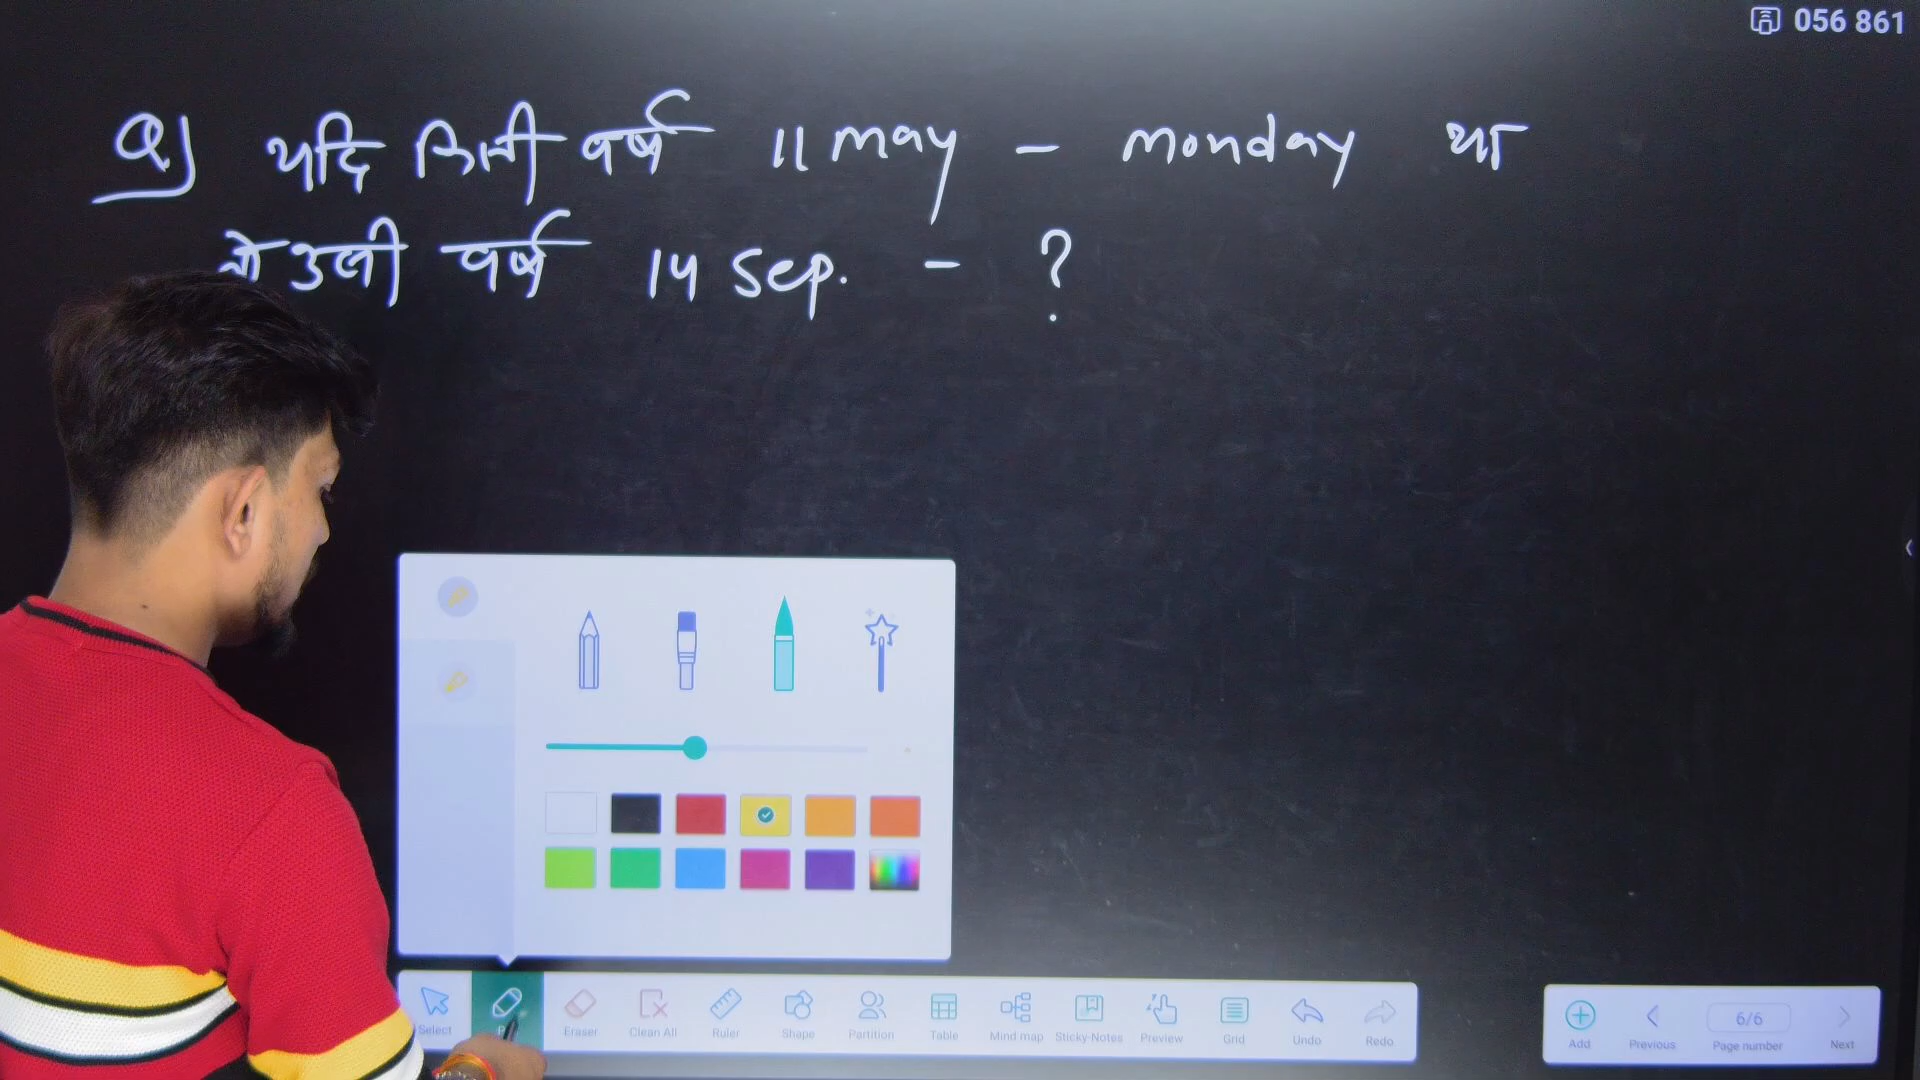 056 861
Q) यदि किसी वर्ष 11 may - monday था
तो उसी वर्ष 14 Sep. - ?
Select
Eraser
Clean All
Ruler
Shape
Partition
Table
Mind map
Sticky-Notes
Preview
Grid
Undo
Redo
Add
Previous
6/6
Page number
Next